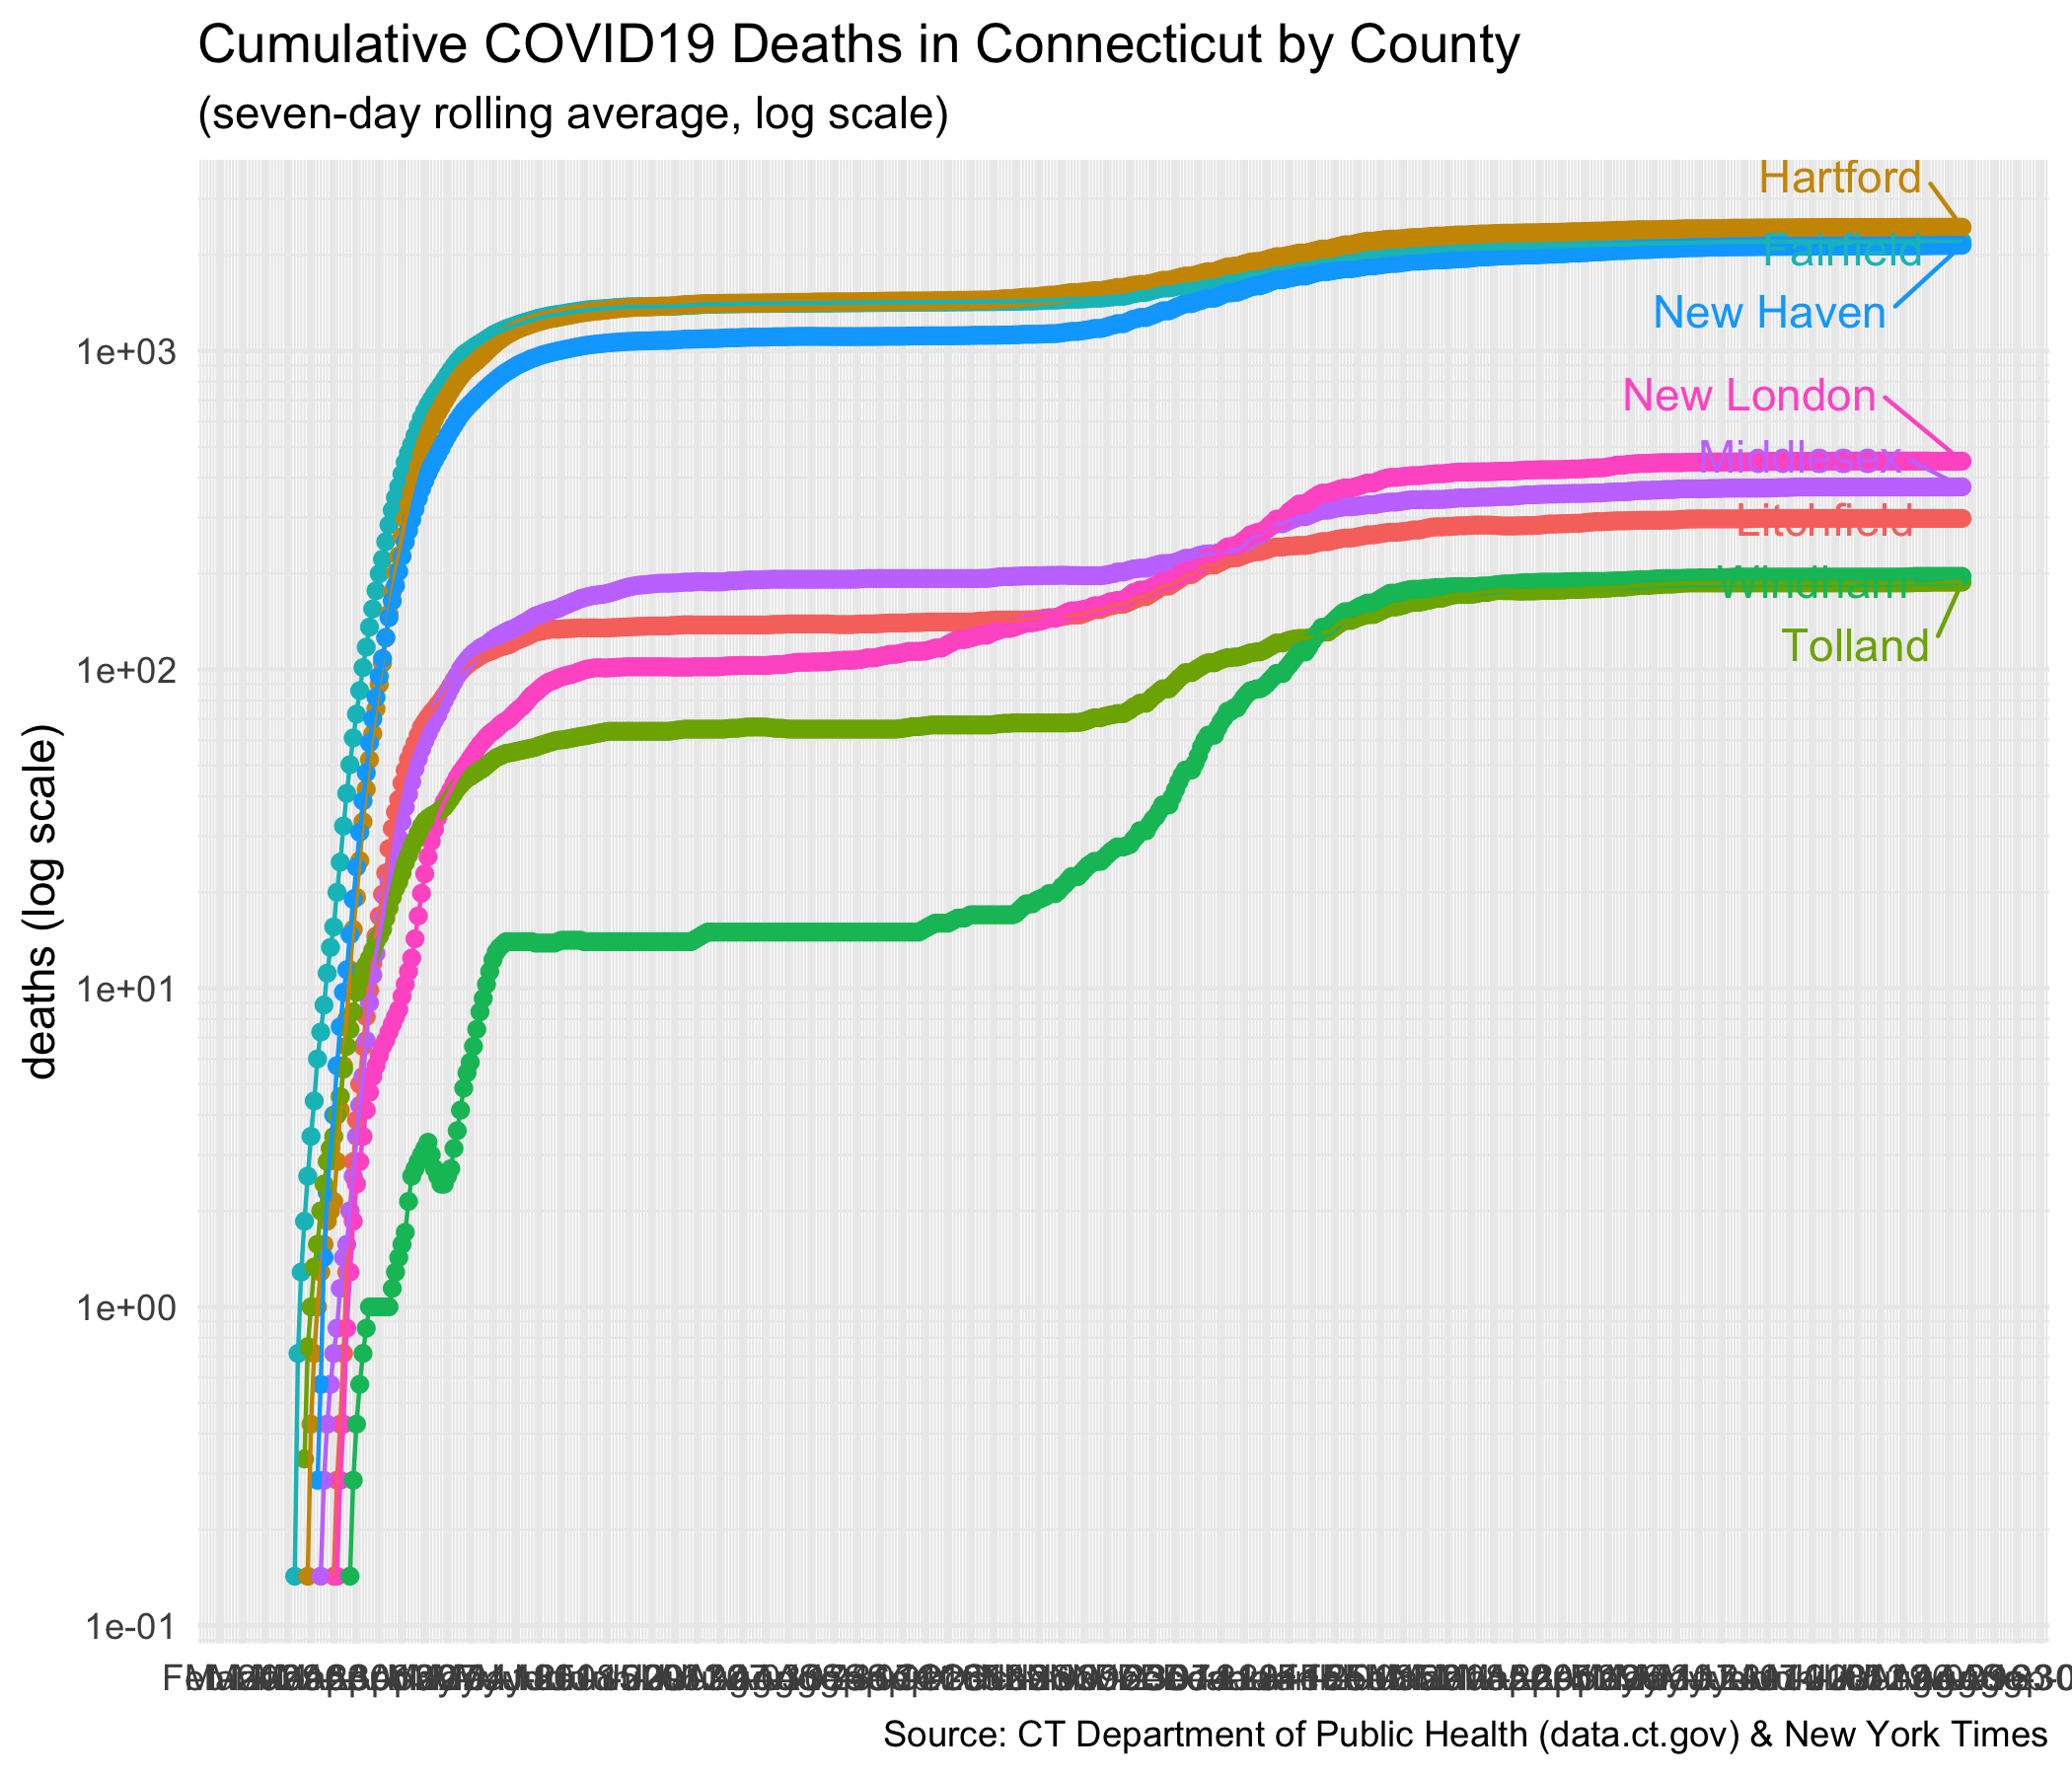 Cumulative COVID19 Deaths in Connecticut by County
(seven-day rolling average, log scale)
Hartford
Fairfield
New Haven
1e+03
New London
Middlesex
Litchfield
Windham
Tolland
1e+02
deaths (log scale)
1e+01
1e+00
1e-01
Source: CT Department of Public Health (data.ct.gov) & New York Times